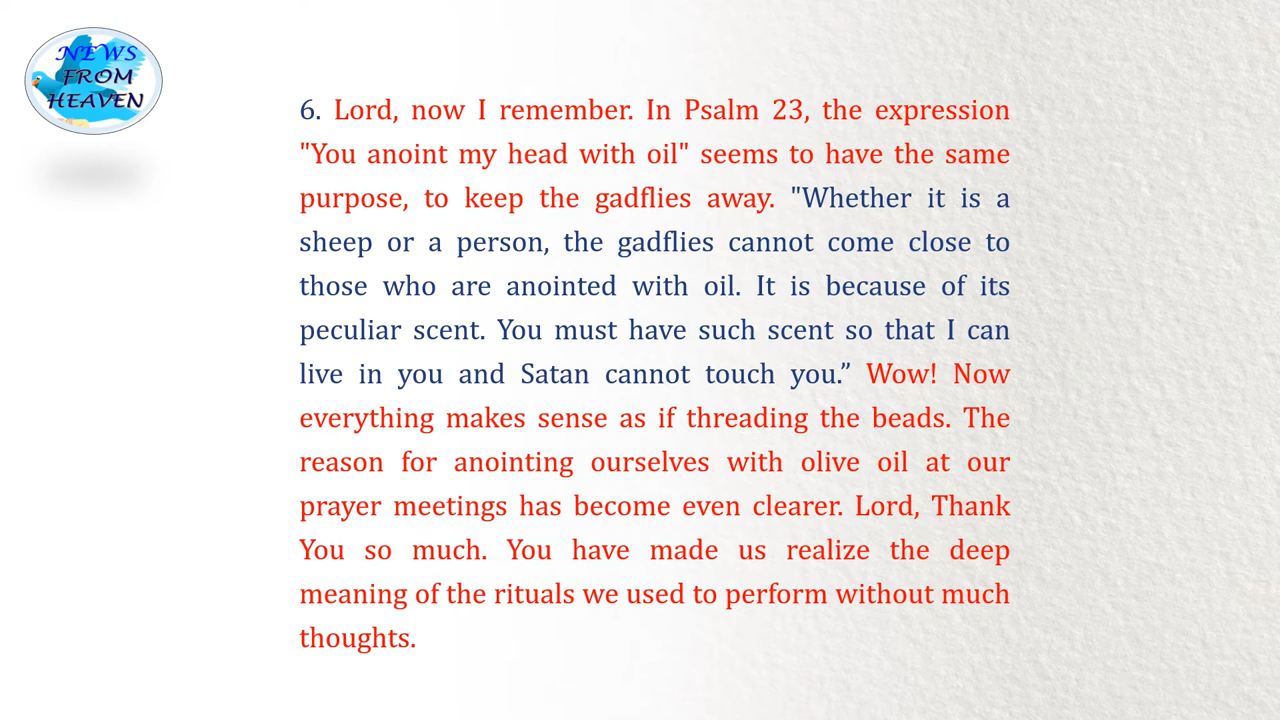 NEWS
FROM
HEAVEN
6. Lord, now I remember. In Psalm 23, the expression
"You anoint my head with oil" seems to have the same
purpose, to keep the gadflies away. "Whether it is a
sheep or a person, the gadflies cannot come close to
those who are anointed with oil. It is because of its
peculiar scent. You must have such scent so that I can
live in you and Satan cannot touch you.” Wow! Now
everything makes sense as if threading the beads. The
reason for anointing ourselves with olive oil at our
prayer meetings has become even clearer. Lord, Thank
You so much. You have made us realize the deep
meaning of the rituals we used to perform without much
thoughts.